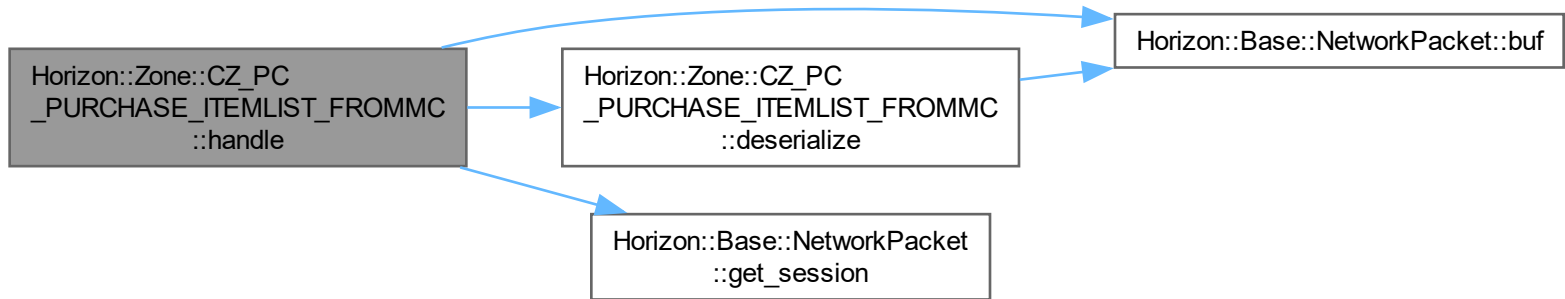 Horizon::Zone::CZ_PC
_PURCHASE_ITEMLIST_FROMMC
::handle
Horizon::Zone::CZ_PC
_PURCHASE_ITEMLIST_FROMMC
::deserialize
Horizon::Base::NetworkPacket::buf
Horizon::Base::NetworkPacket
::get_session